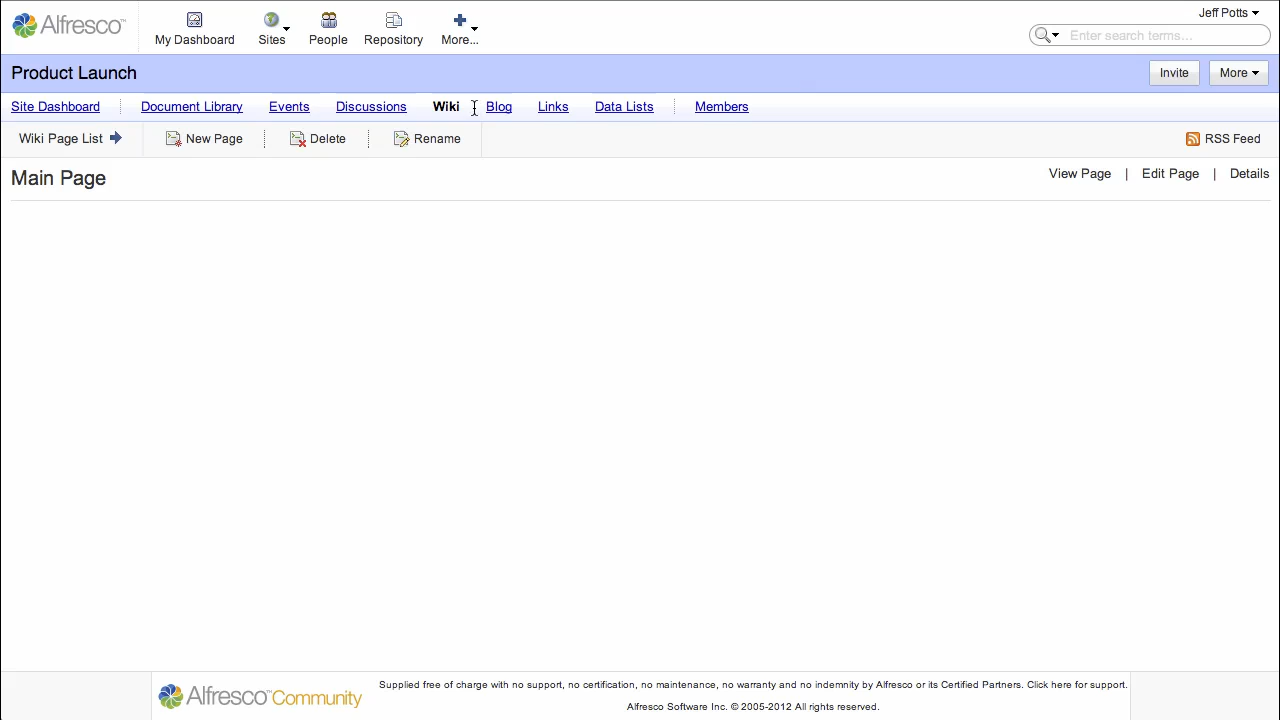 Alfresco™
My Dashboard
Sites
People
Repository
More...
Jeff Potts
Enter search terms...
Product Launch
Invite
More
Site Dashboard
Document Library
Events
Discussions
Wiki
Blog
Links
Data Lists
Members
Wiki Page List
New Page
Delete
Rename
RSS Feed
Main Page
View Page | Edit Page | Details
Alfresco™ Community
Supplied free of charge with no support, no certification, no maintenance, no warranty and no indemnity by Alfresco or its Certified Partners. Click here for support.
Alfresco Software Inc. © 2005-2012 All rights reserved.